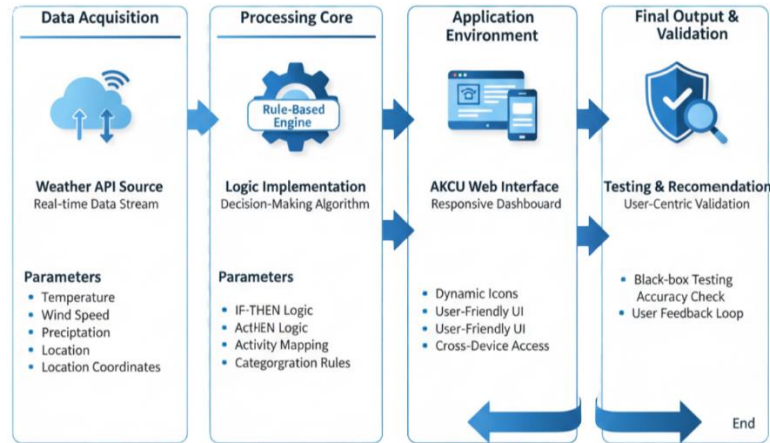 Data Acquisition
Weather API Source
Real-time Data Stream
Parameters
Temperature
Wind Speed
Preciptation
Location
Location Coordinates
Processing Core
Rule-Based
Engine
Logic Implementation
Decision-Making Algorithm
Parameters
IF-THEN Logic
ActHEN Logic
Activity Mapping
Categorgration Rules
Application
Environment
AKCU Web Interface
Responsive Dashboard
Dynamic Icons
User-Friendly UI
User-Friendly UI
Cross-Device Access
Final Output &
Validation
Testing & Recomendation
User-Centric Validation
Black-box Testing
Accuracy Check
User Feedback Loop
End